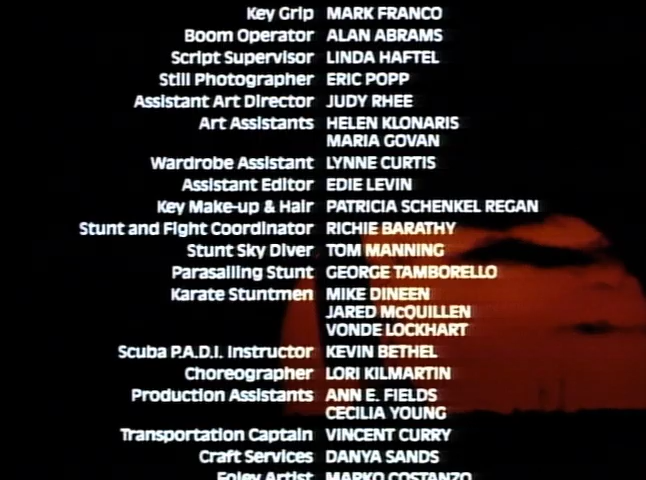 Key Grip MARK FRANCO
Boom Operator ALAN ABRAMS
Script Supervisor LINDA HAFTEL
Still Photographer ERIC POPP
Assistant Art Director JUDY RHEE
Art Assistants HELEN KLONARIS
MARIA GOVAN
Wardrobe Assistant LYNNE CURTIS
Assistant Editor EDIE LEVIN
Key Make-up & Hair PATRICIA SCHENKEL REGAN
Stunt and Fight Coordinator RICHIE BARATHY
Stunt Sky Diver TOM MANNING
Parasailing Stunt GEORGE TAMBORELLO
Karate Stuntmen MIKE DINEEN
JARED McQUILLEN
VONDE LOCKHART
Scuba P.A.D.I. Instructor KEVIN BETHEL
Choreographer LORI KILMARTIN
Production Assistants ANN E. FIELDS
CECILIA YOUNG
Transportation Captain VINCENT CURRY
Craft Services DANYA SANDS
Foley Artist MARKO COSTANZO